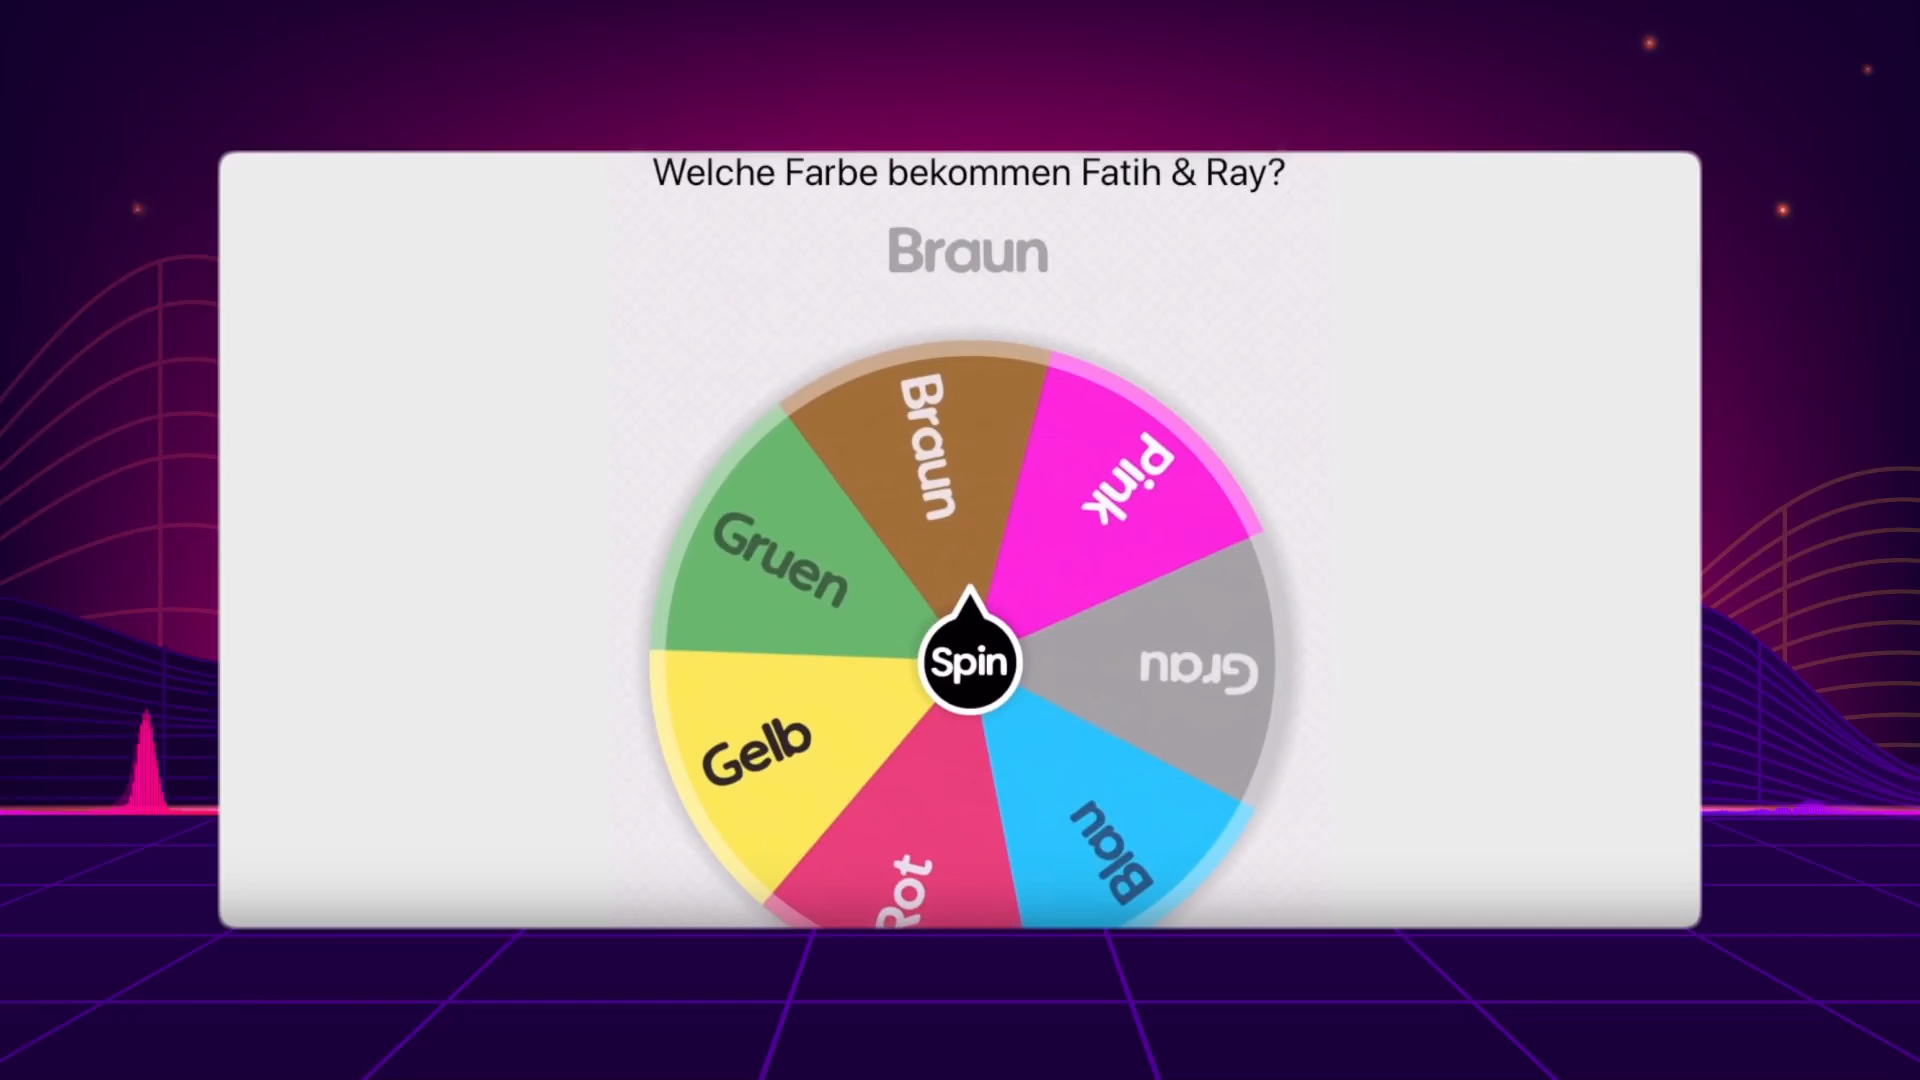 Welche Farbe bekommen Fatih & Ray?
Braun
Braun
Pink
Gruen
Grau
Spin
Gelb
Blau
Rot